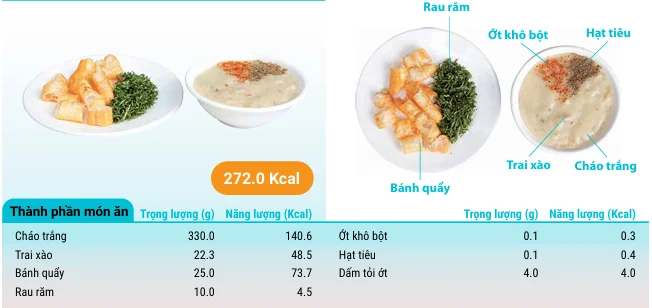 Rau răm
Ớt khô bột
Hạt tiêu
Trai xào
Cháo trắng
Bánh quẩy
272.0 Kcal
Thành phần món ăn Trọng lượng (g) Năng lượng (Kcal) Trọng lượng (g) Năng lượng (Kcal)
Cháo trắng 330.0 140.6 Ớt khô bột 0.1 0.3
Trai xào 22.3 48.5 Hạt tiêu 0.1 0.4
Bánh quẩy 25.0 73.7 Dấm tỏi ớt 4.0 4.0
Rau răm 10.0 4.5